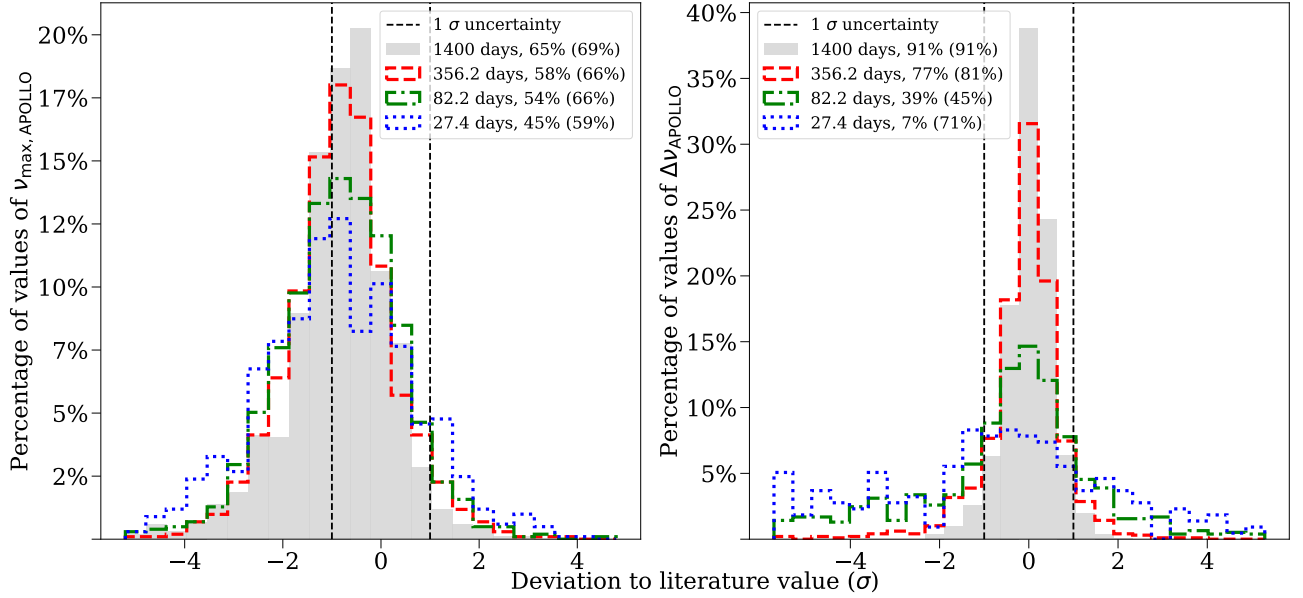 Percentage of values of ν_max, APOLLO
20%
17%
15%
12%
10%
7%
5%
2%
1 σ uncertainty
1400 days, 65% (69%)
356.2 days, 58% (66%)
82.2 days, 54% (66%)
27.4 days, 45% (59%)
−4
−2
0
2
4
Percentage of values of Δν_APOLLO
40%
35%
30%
25%
20%
15%
10%
5%
1 σ uncertainty
1400 days, 91% (91%)
356.2 days, 77% (81%)
82.2 days, 39% (45%)
27.4 days, 7% (71%)
−4
−2
0
2
4
Deviation to literature value (σ)